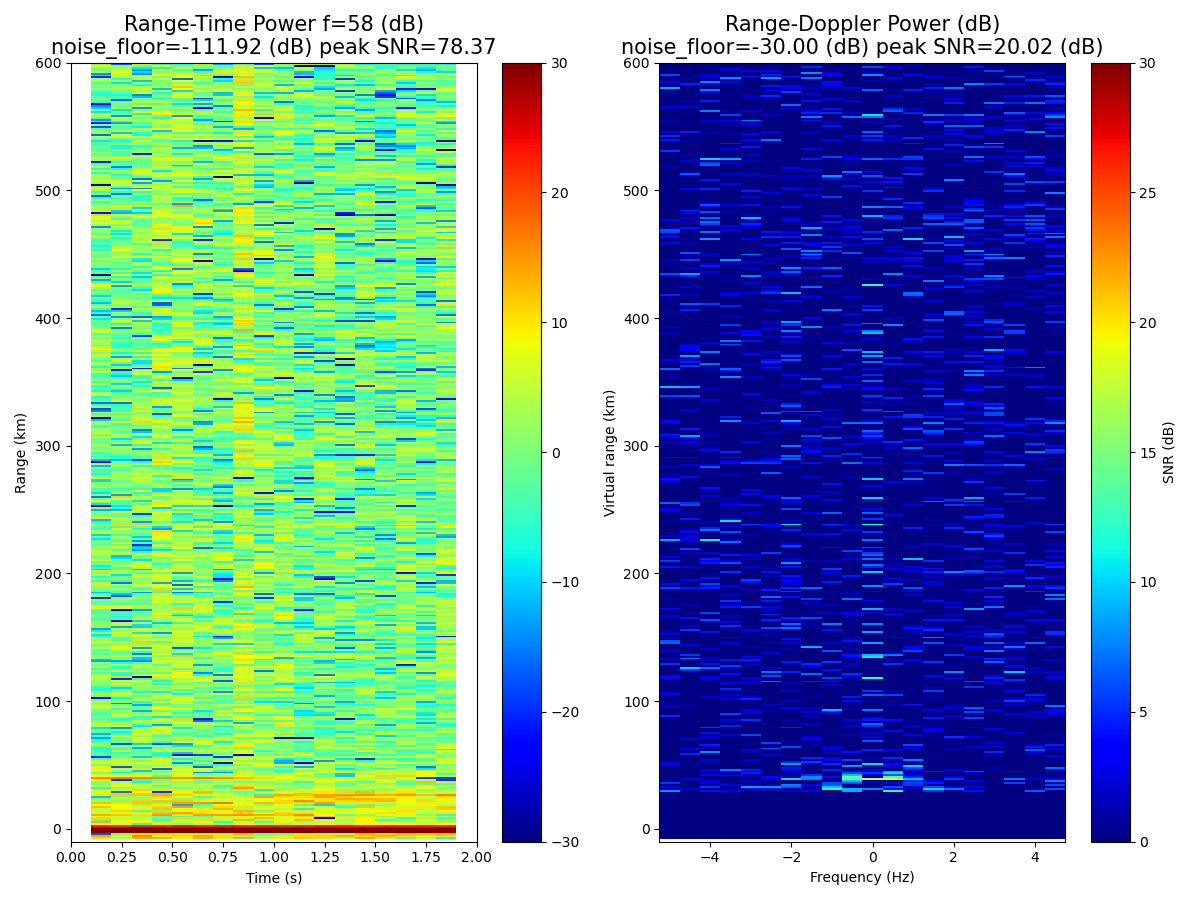 Range-Time Power f=58 (dB)
noise_floor=-111.92 (dB) peak SNR=78.37
Range-Doppler Power (dB)
noise_floor=-30.00 (dB) peak SNR=20.02 (dB)
600
500
400
300
200
100
0
Range (km)
0.00 0.25 0.50 0.75 1.00 1.25 1.50 1.75 2.00
Time (s)
30
20
10
0
−10
−20
−30
600
500
400
300
200
100
0
Virtual range (km)
−4 −2 0 2 4
Frequency (Hz)
30
25
20
15
10
5
0
SNR (dB)